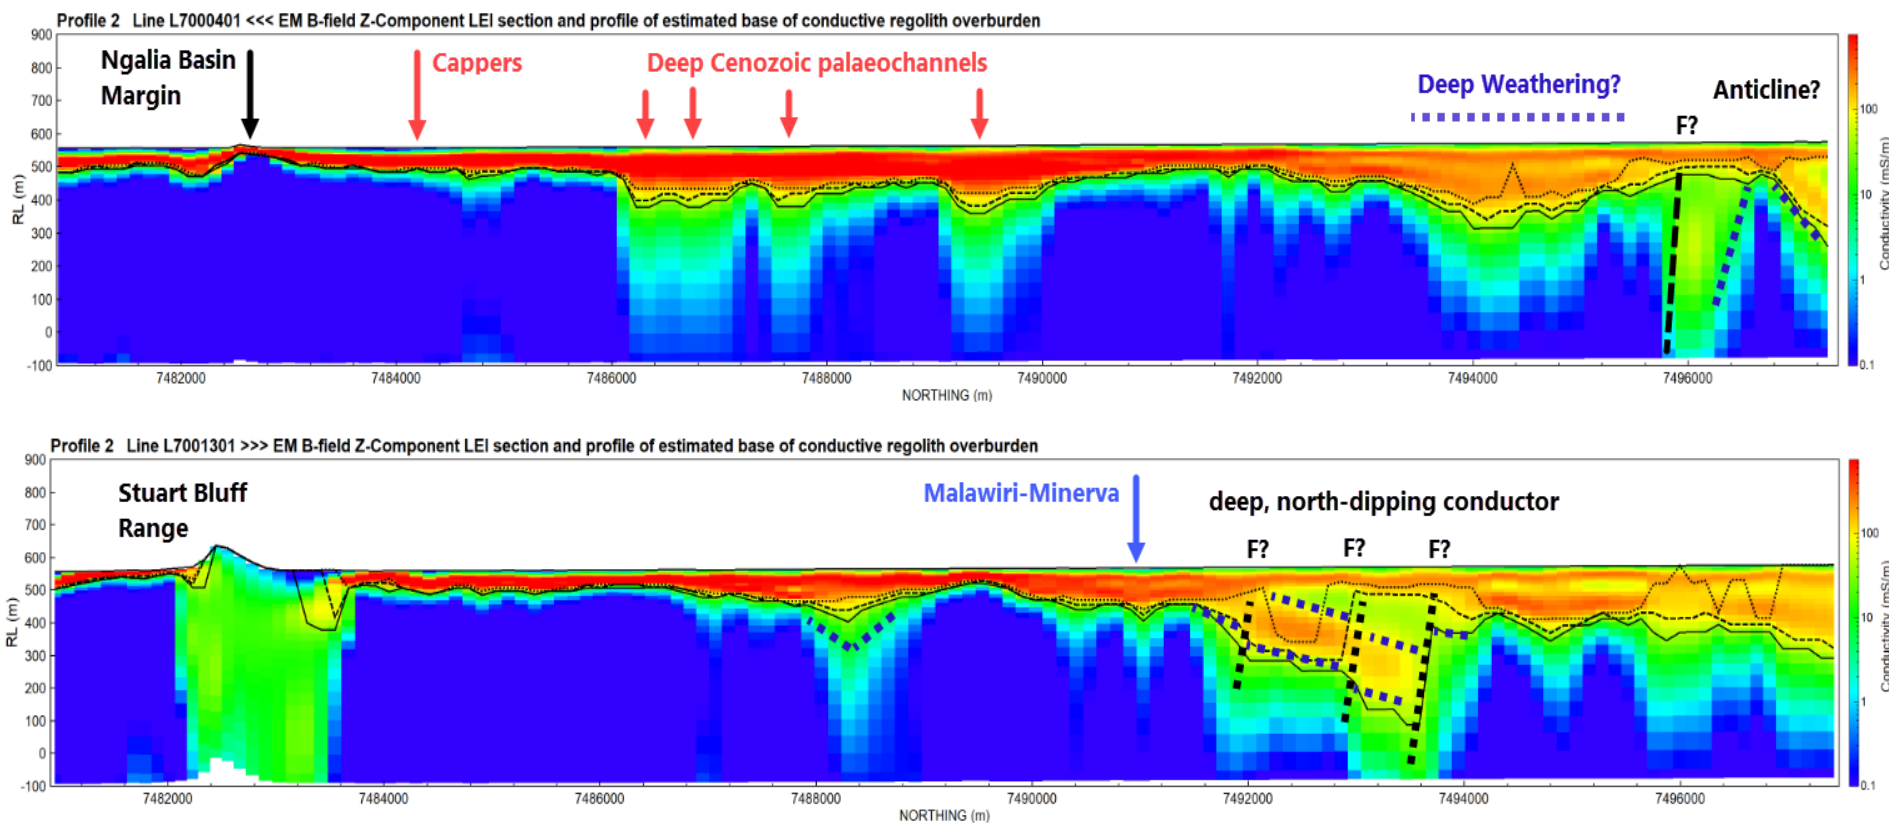 Profile 2 Line L7000401 <<< EM B-field Z-Component LEI section and profile of estimated base of conductive regolith overburden
Ngalia Basin
Margin
Cappers
Deep Cenozoic palaeochannels
Deep Weathering?
Anticline?
F?
RL (m)
900
800
700
600
500
400
300
200
100
0
-100
7482000
7484000
7486000
7488000
7490000
7492000
7494000
7496000
NORTHING (m)
100
10
1
0.1
Conductivity (mS/m)
Profile 2 Line L7001301 >>> EM B-field Z-Component LEI section and profile of estimated base of conductive regolith overburden
Stuart Bluff
Range
Malawiri-Minerva
deep, north-dipping conductor
F?
F?
F?
RL (m)
900
800
700
600
500
400
300
200
100
0
-100
7482000
7484000
7486000
7488000
7490000
7492000
7494000
7496000
NORTHING (m)
100
10
1
0.1
Conductivity (mS/m)